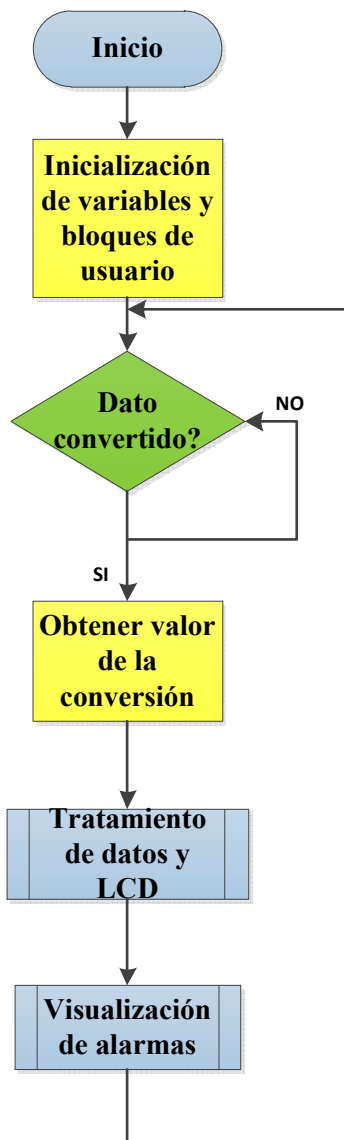 Inicio
Inicialización
de variables y
bloques de
usuario
Dato
convertido?
NO
SI
Obtener valor
de la
conversión
Tratamiento
de datos y
LCD
Visualización
de alarmas